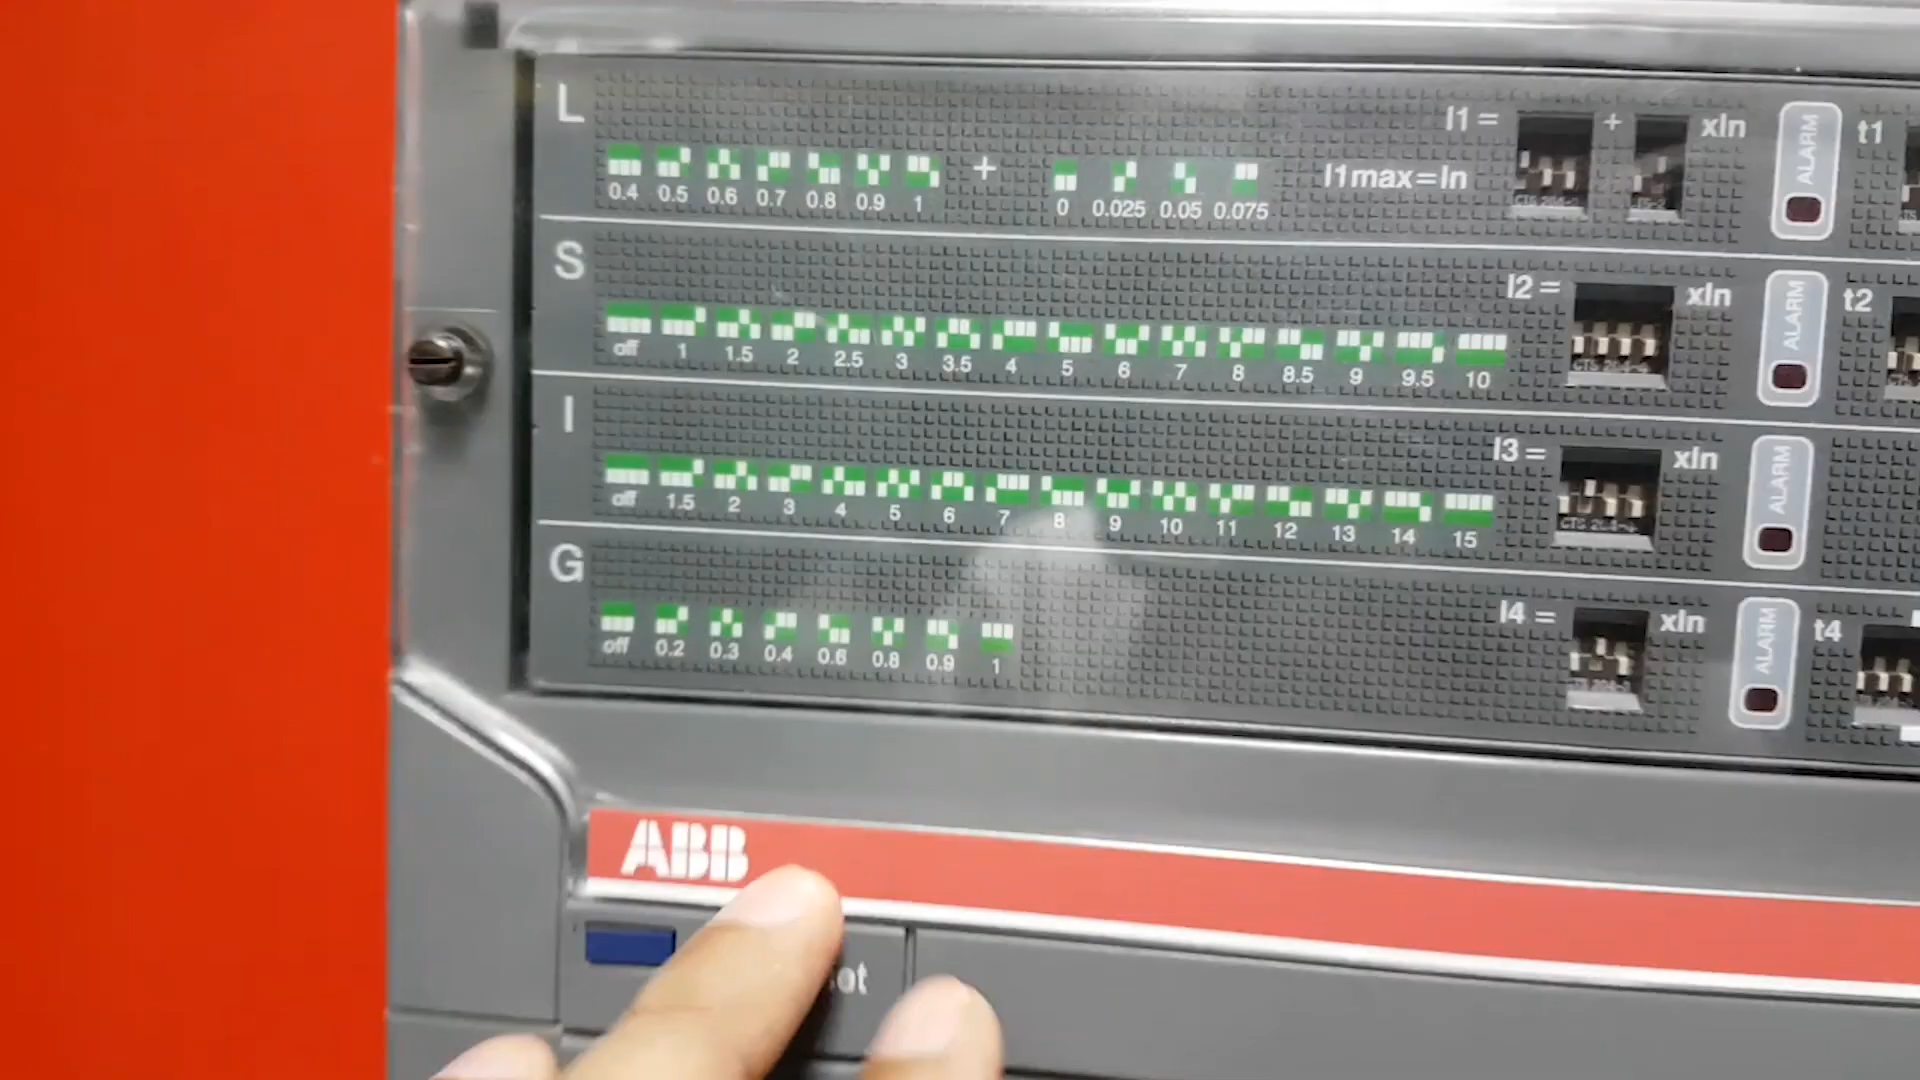 L
I1 = + xIn ALARM t1
0.4 0.5 0.6 0.7 0.8 0.9 1 + 0 0.025 0.05 0.075 I1max=In
S
I2 = xIn ALARM t2
off 1 1.5 2 2.5 3 3.5 4 5 6 7 8 8.5 9 9.5 10
I
I3 = xIn ALARM
off 1.5 2 3 4 5 6 7 8 9 10 11 12 13 14 15
G
I4 = xIn ALARM t4
off 0.2 0.3 0.4 0.6 0.8 0.9 1
ABB